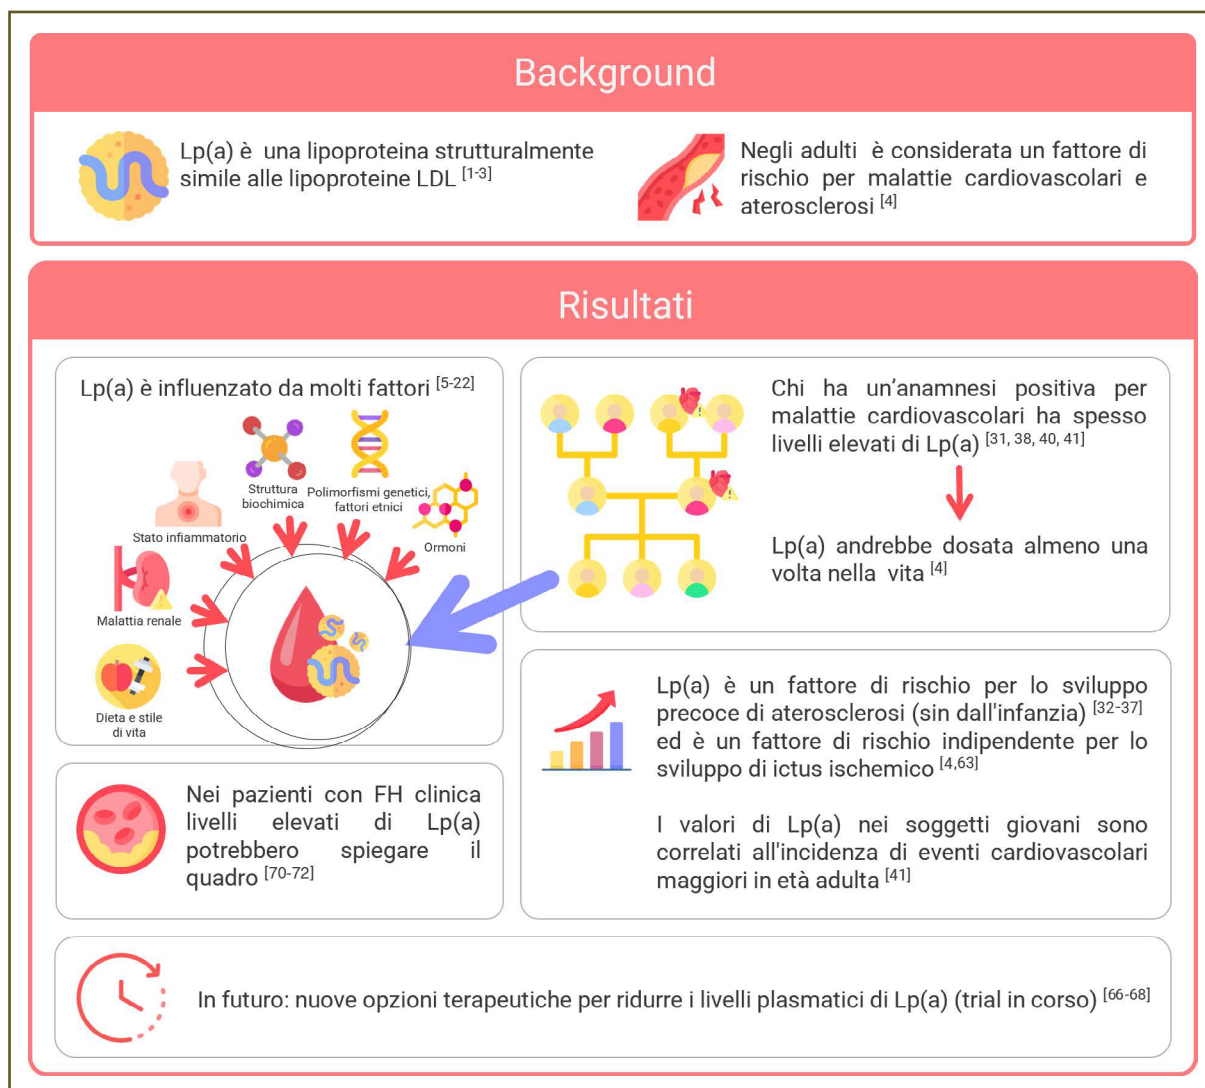 Background
Lp(a) è una lipoproteina strutturalmente
simile alle lipoproteine LDL [1-3]
Negli adulti è considerata un fattore di
rischio per malattie cardiovascolari e
aterosclerosi [4]
Risultati
Lp(a) è influenzato da molti fattori [5-22]
Struttura
biochimica
Polimorfismi genetici,
fattori etnici
Stato infiammatorio
Ormoni
Malattia renale
Dieta e stile
di vita
Chi ha un'anamnesi positiva per
malattie cardiovascolari ha spesso
livelli elevati di Lp(a) [31, 38, 40, 41]
Lp(a) andrebbe dosata almeno una
volta nella vita [4]
Lp(a) è un fattore di rischio per lo sviluppo
precoce di aterosclerosi (sin dall'infanzia) [32-37]
ed è un fattore di rischio indipendente per lo
sviluppo di ictus ischemico [4,63]
I valori di Lp(a) nei soggetti giovani sono
correlati all'incidenza di eventi cardiovascolari
maggiori in età adulta [41]
Nei pazienti con FH clinica
livelli elevati di Lp(a)
potrebbero spiegare il
quadro [70-72]
In futuro: nuove opzioni terapeutiche per ridurre i livelli plasmatici di Lp(a) (trial in corso) [66-68]